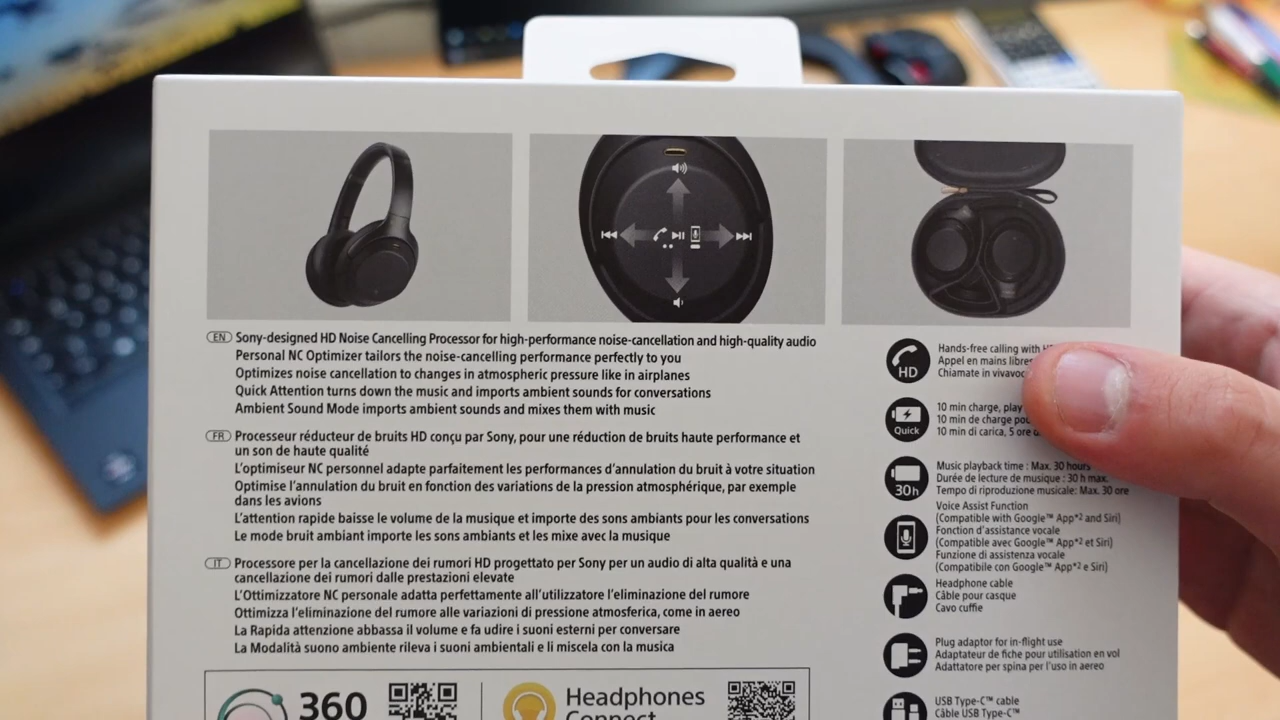 EN Sony-designed HD Noise Cancelling Processor for high-performance noise-cancellation and high-quality audio
Personal NC Optimizer tailors the noise-cancelling performance perfectly to you
Optimizes noise cancellation to changes in atmospheric pressure like in airplanes
Quick Attention turns down the music and imports ambient sounds for conversations
Ambient Sound Mode imports ambient sounds and mixes them with music
FR Processeur réducteur de bruits HD conçu par Sony, pour une réduction de bruits haute performance et
un son de haute qualité
L'optimiseur NC personnel adapte parfaitement les performances d'annulation du bruit à votre situation
Optimise l'annulation du bruit en fonction des variations de la pression atmosphérique, par exemple
dans les avions
L'attention rapide baisse le volume de la musique et importe des sons ambiants pour les conversations
Le mode bruit ambiant importe les sons ambiants et les mixe avec la musique
IT Processore per la cancellazione dei rumori HD progettato per Sony per un audio di alta qualità e una
cancellazione dei rumori dalle prestazioni elevate
L'Ottimizzatore NC personale adatta perfettamente all'utilizzatore l'eliminazione del rumore
Ottimizza l'eliminazione del rumore alle variazioni di pressione atmosferica, come in aereo
La Rapida attenzione abbassa il volume e fa udire i suoni esterni per conversare
La Modalità suono ambiente rileva i suoni ambientali e li miscela con la musica
360
Headphones
Connect
HD
Hands-free calling with
Appel en mains libres
Chiamate in
Quick
10 min charge, play
10 min de charge
10 min di carica, 5 ore
30h
Music playback time : Max. 30 hours
Durée de lecture de musique : 30 h max.
Tempo di riproduzione musicale: Max. 30 ore
Voice Assist Function
(Compatible with Google™ App*2 and Siri)
Fonction d'assistance vocale
(Compatible avec Google™ App*2 et Siri)
Funzione di assistenza vocale
(Compatibile con Google™ App*2 e Siri)
Headphone cable
Câble pour casque
Cavo cuffie
Plug adaptor for in-flight use
Adaptateur de fiche pour utilisation en vol
Adattatore per spina per l'uso in aereo
USB Type-C™ cable
Câble USB Type-C™